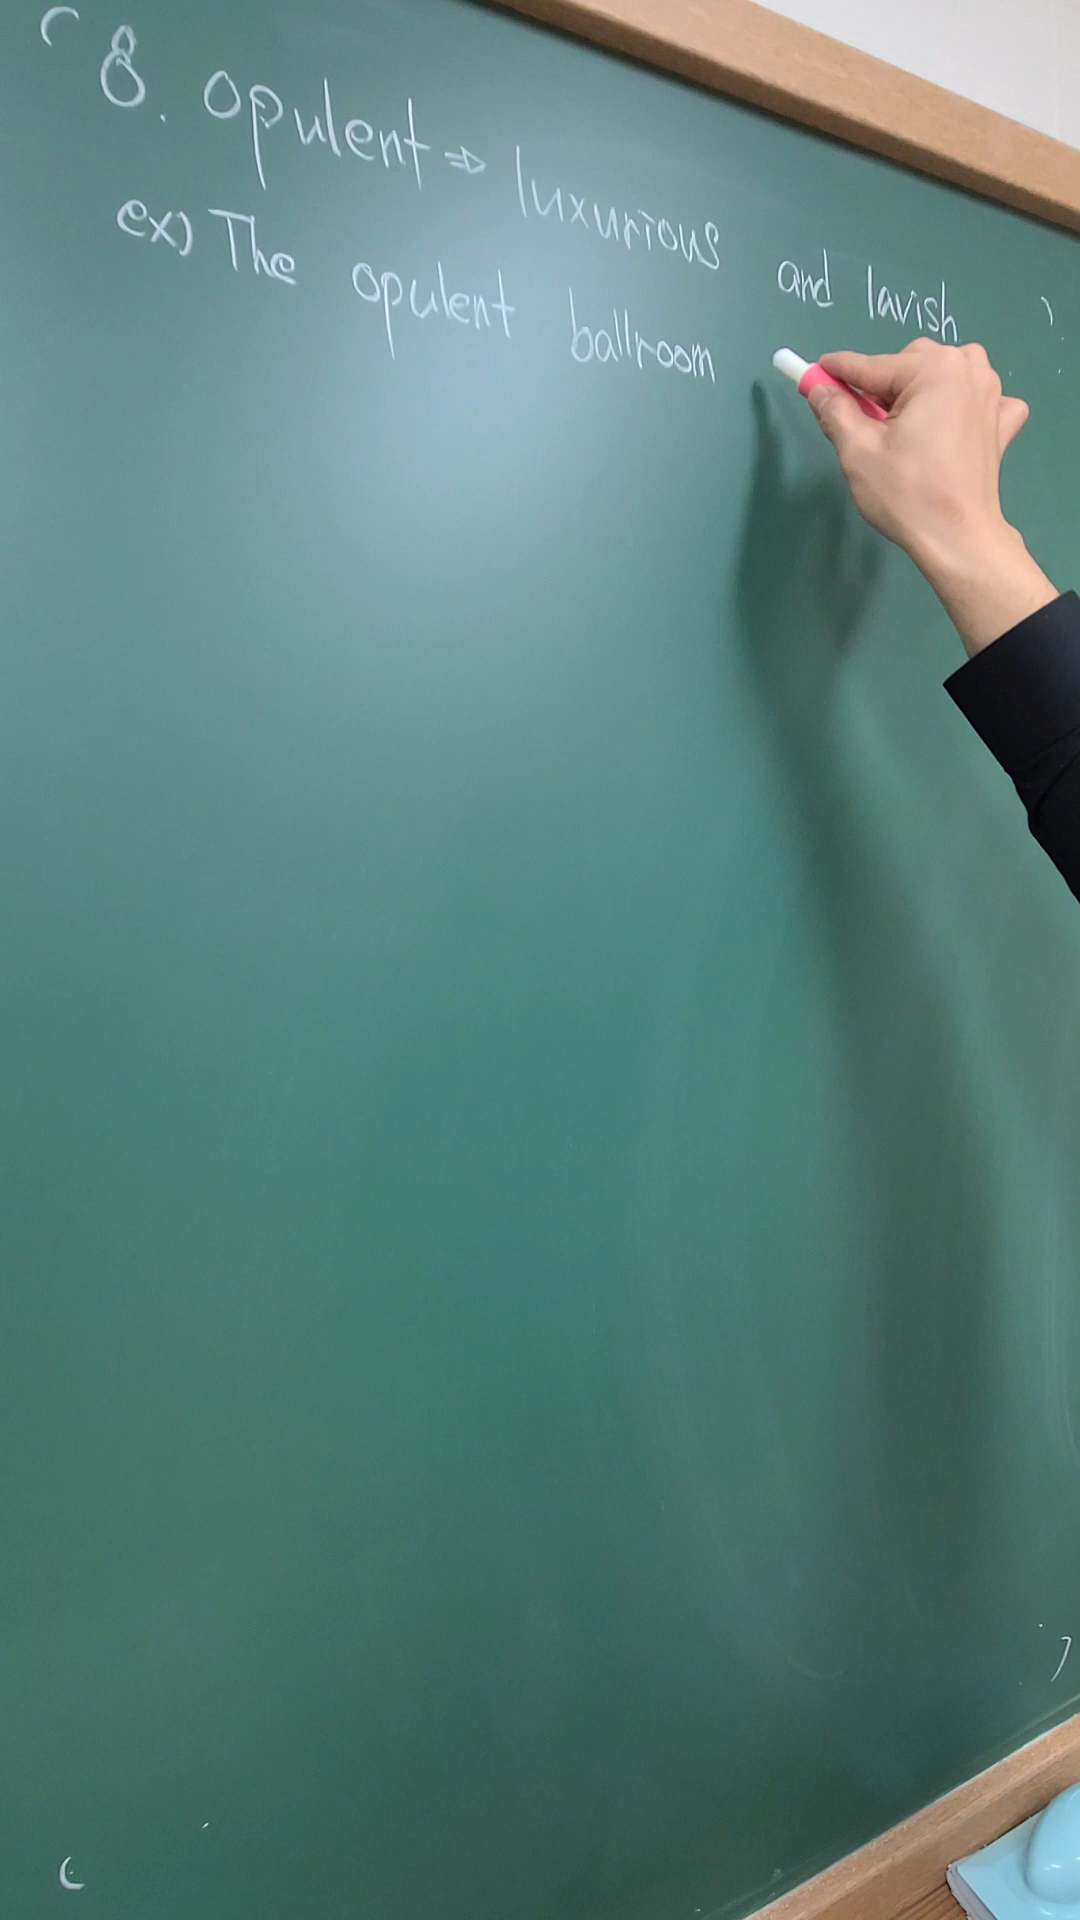 8. opulent ⇒ luxurious and lavish
ex) The opulent ballroom